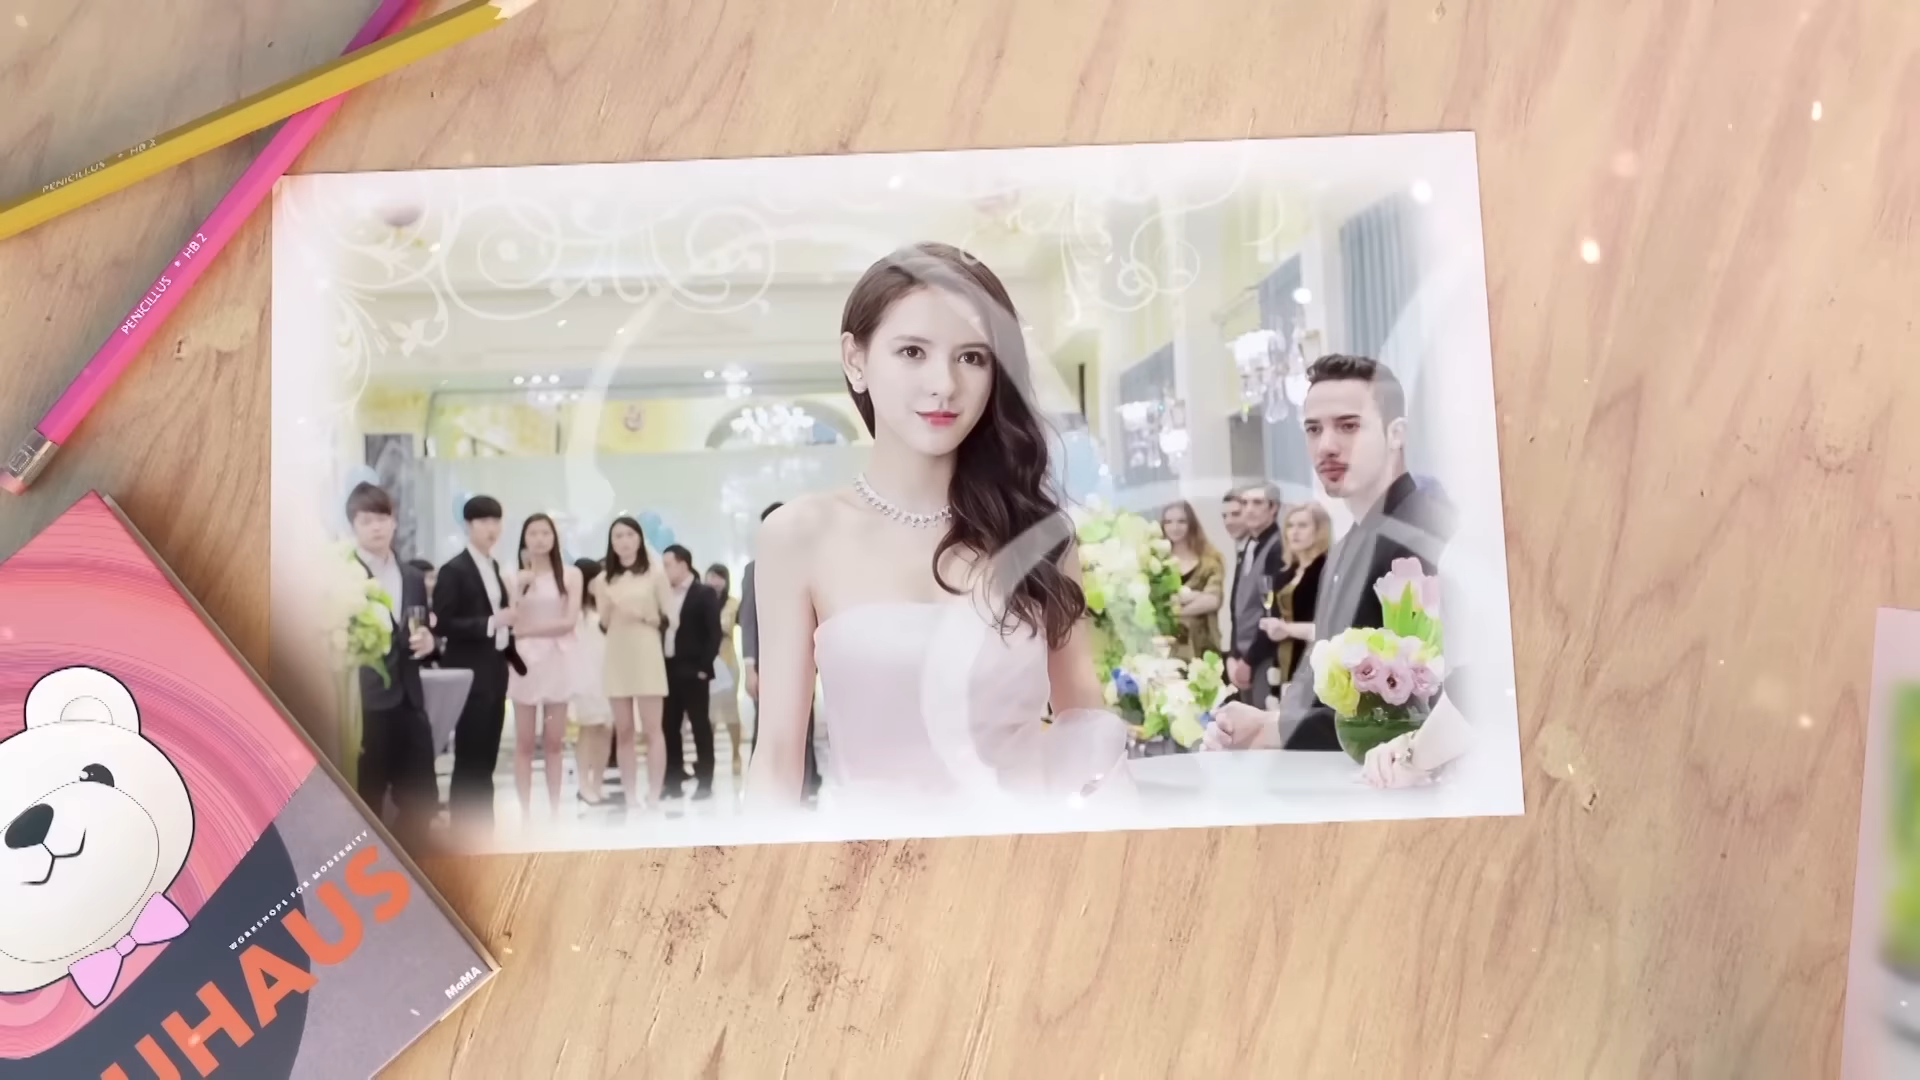 PENICILLUS • HB 2
PENICILLUS • HB 2
WORKSHOPS FOR MODERNITY
UHAUS
MoMA